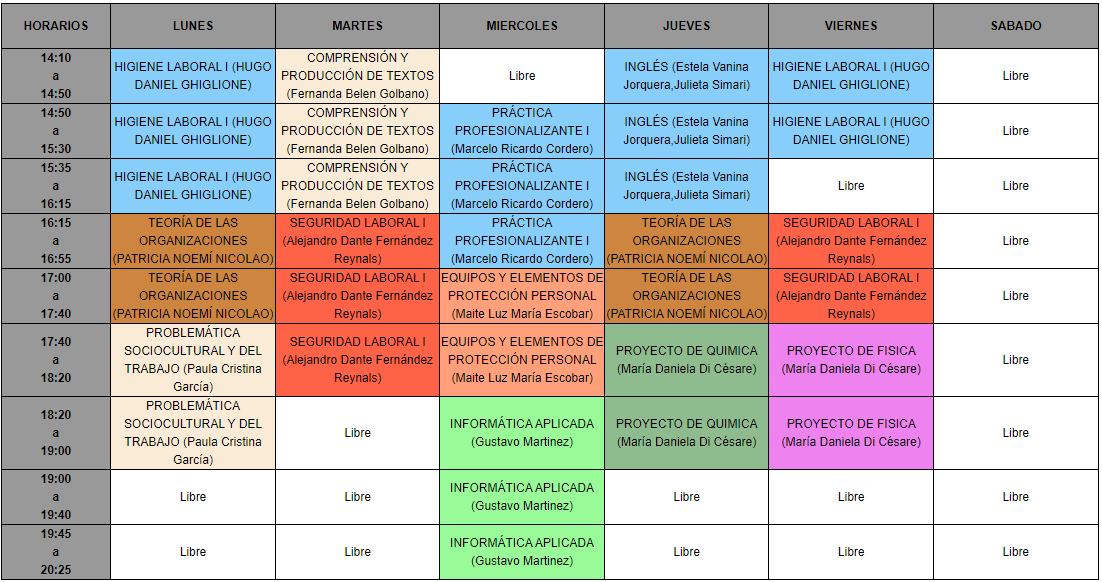 HORARIOS LUNES MARTES MIERCOLES JUEVES VIERNES SABADO
14:10
a
14:50
HIGIENE LABORAL I (HUGO
DANIEL GHIGLIONE)
COMPRENSIÓN Y
PRODUCCIÓN DE TEXTOS
(Fernanda Belen Golbano)
Libre
INGLÉS (Estela Vanina
Jorquera,Julieta Simari)
HIGIENE LABORAL I (HUGO
DANIEL GHIGLIONE)
Libre
14:50
a
15:30
HIGIENE LABORAL I (HUGO
DANIEL GHIGLIONE)
COMPRENSIÓN Y
PRODUCCIÓN DE TEXTOS
(Fernanda Belen Golbano)
PRÁCTICA
PROFESIONALIZANTE I
(Marcelo Ricardo Cordero)
INGLÉS (Estela Vanina
Jorquera,Julieta Simari)
HIGIENE LABORAL I (HUGO
DANIEL GHIGLIONE)
Libre
15:35
a
16:15
HIGIENE LABORAL I (HUGO
DANIEL GHIGLIONE)
COMPRENSIÓN Y
PRODUCCIÓN DE TEXTOS
(Fernanda Belen Golbano)
PRÁCTICA
PROFESIONALIZANTE I
(Marcelo Ricardo Cordero)
INGLÉS (Estela Vanina
Jorquera,Julieta Simari)
Libre
Libre
16:15
a
16:55
TEORÍA DE LAS
ORGANIZACIONES
(PATRICIA NOEMÍ NICOLAO)
SEGURIDAD LABORAL I
(Alejandro Dante Fernández
Reynals)
PRÁCTICA
PROFESIONALIZANTE I
(Marcelo Ricardo Cordero)
TEORÍA DE LAS
ORGANIZACIONES
(PATRICIA NOEMÍ NICOLAO)
SEGURIDAD LABORAL I
(Alejandro Dante Fernández
Reynals)
Libre
17:00
a
17:40
TEORÍA DE LAS
ORGANIZACIONES
(PATRICIA NOEMÍ NICOLAO)
SEGURIDAD LABORAL I
(Alejandro Dante Fernández
Reynals)
EQUIPOS Y ELEMENTOS DE
PROTECCIÓN PERSONAL
(Maite Luz María Escobar)
TEORÍA DE LAS
ORGANIZACIONES
(PATRICIA NOEMÍ NICOLAO)
SEGURIDAD LABORAL I
(Alejandro Dante Fernández
Reynals)
Libre
17:40
a
18:20
PROBLEMÁTICA
SOCIOCULTURAL Y DEL
TRABAJO (Paula Cristina
García)
SEGURIDAD LABORAL I
(Alejandro Dante Fernández
Reynals)
EQUIPOS Y ELEMENTOS DE
PROTECCIÓN PERSONAL
(Maite Luz María Escobar)
PROYECTO DE QUIMICA
(María Daniela Di Césare)
PROYECTO DE FISICA
(María Daniela Di Césare)
Libre
18:20
a
19:00
PROBLEMÁTICA
SOCIOCULTURAL Y DEL
TRABAJO (Paula Cristina
García)
Libre
INFORMÁTICA APLICADA
(Gustavo Martinez)
PROYECTO DE QUIMICA
(María Daniela Di Césare)
PROYECTO DE FISICA
(María Daniela Di Césare)
Libre
19:00
a
19:40
Libre
Libre
INFORMÁTICA APLICADA
(Gustavo Martinez)
Libre
Libre
Libre
19:45
a
20:25
Libre
Libre
INFORMÁTICA APLICADA
(Gustavo Martinez)
Libre
Libre
Libre